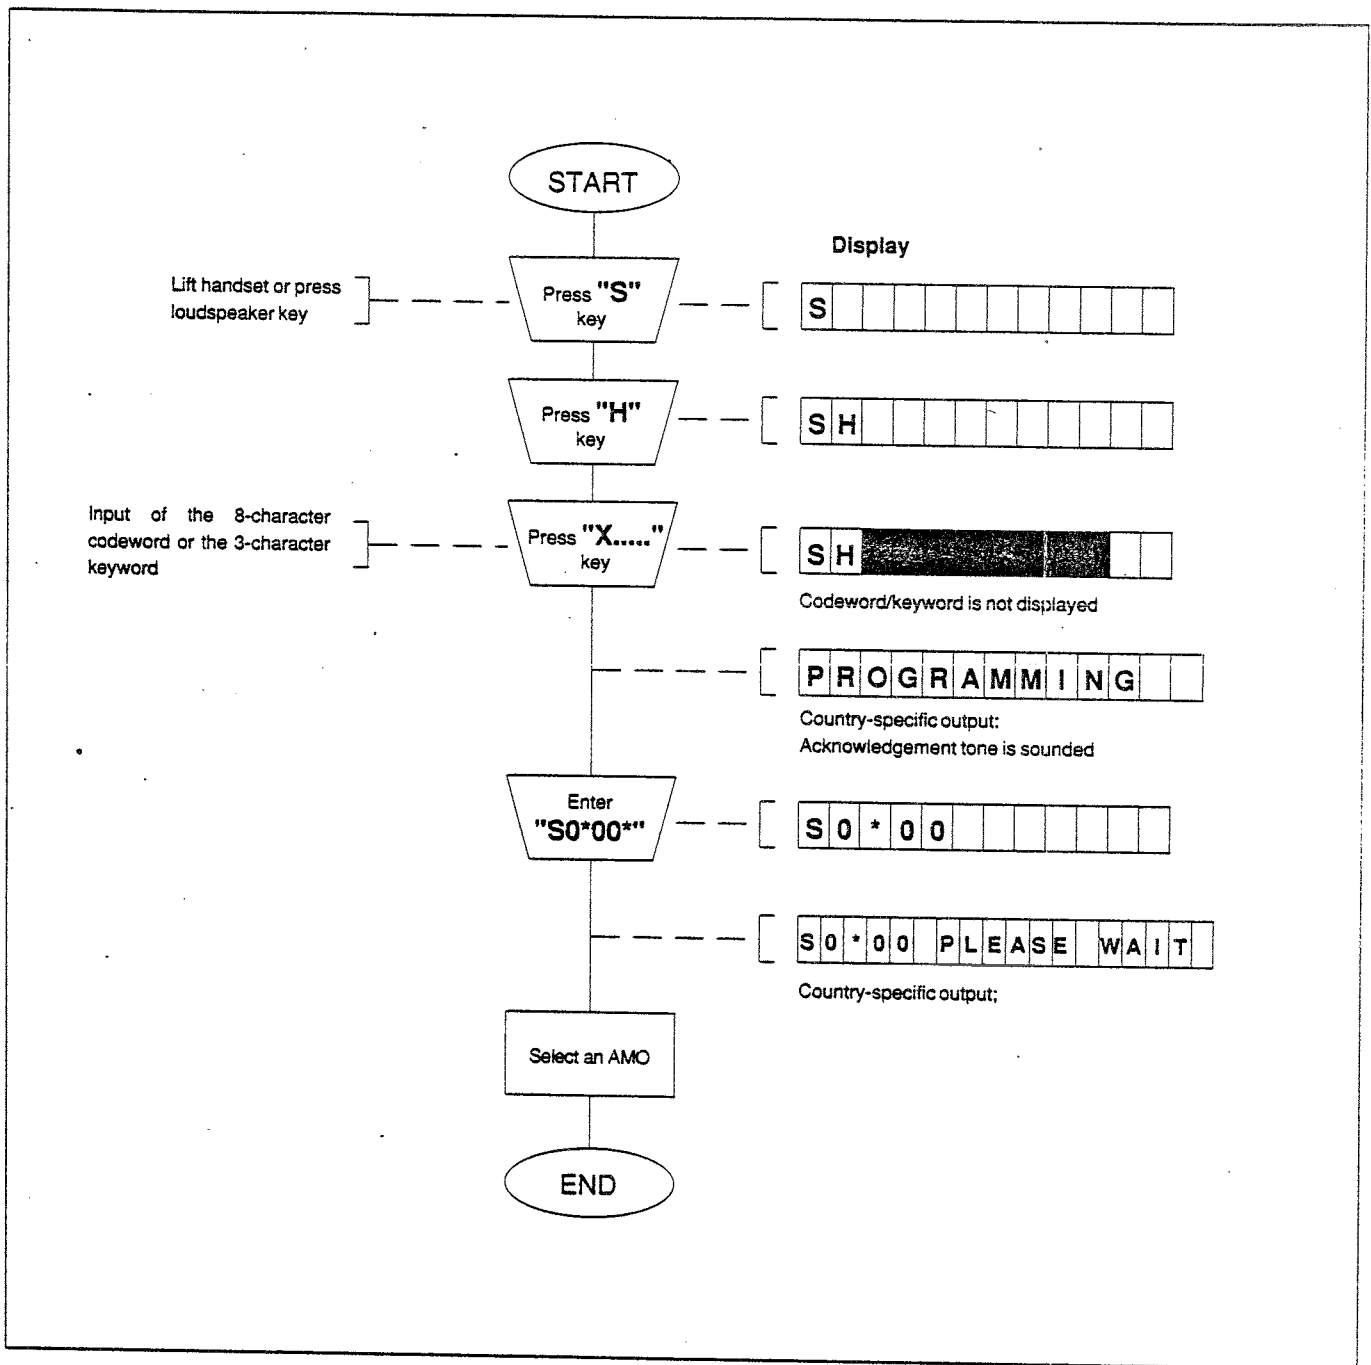 START
Display
Lift handset or press
loudspeaker key
Press "S"
key
S
Press "H"
key
SH
Input of the 8-character
codeword or the 3-character
keyword
Press "X....."
key
SH
Codeword/keyword is not displayed
PROGRAMMING
Country-specific output:
Acknowledgement tone is sounded
Enter
"S0*00*"
S0*00
S0*00 PLEASE WAIT
Country-specific output;
Select an AMO
END